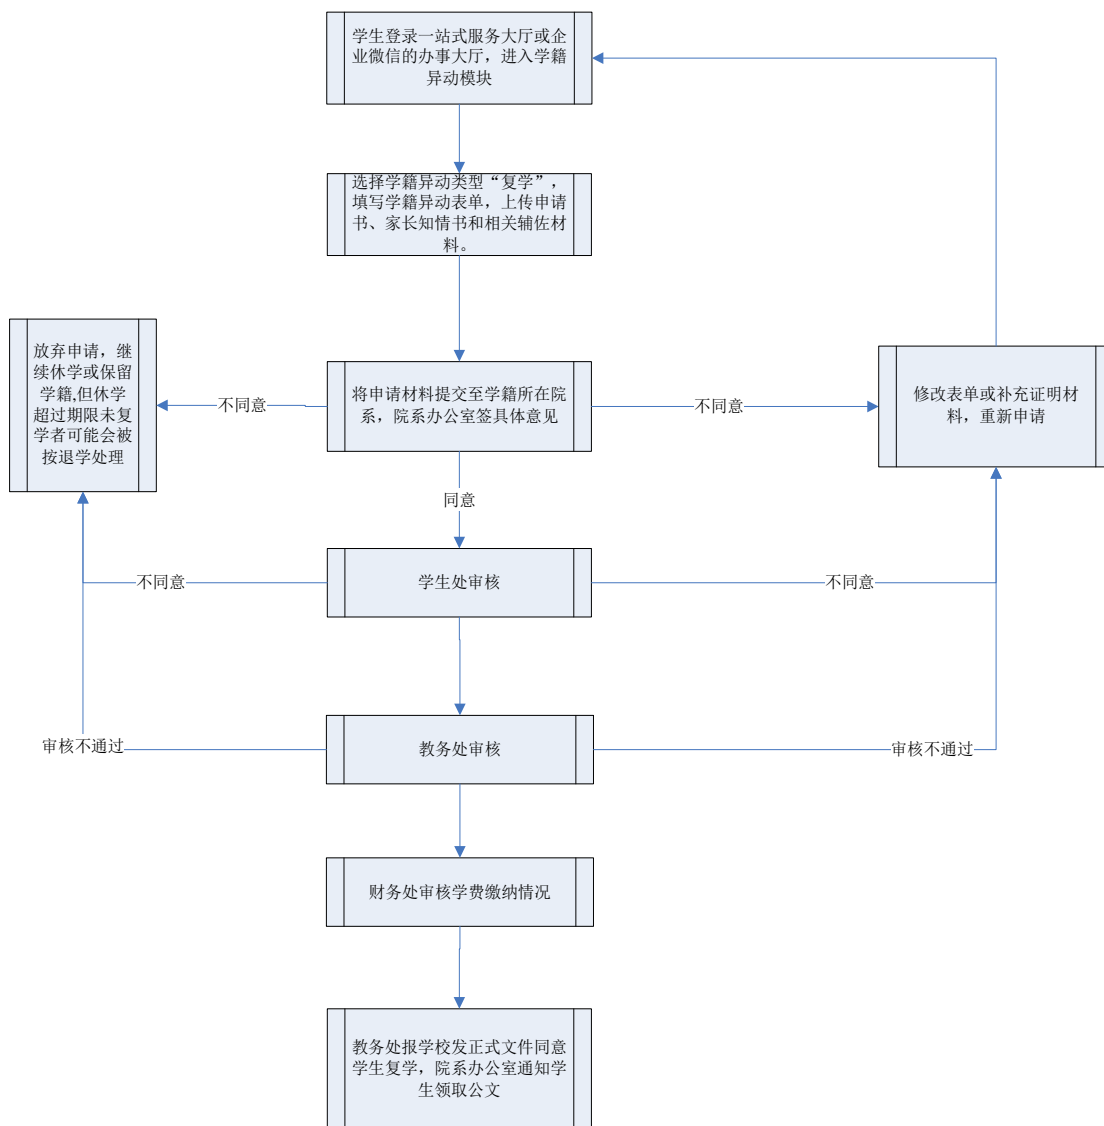 学生登录一站式服务大厅或企
业微信的办事大厅，进入学籍
异动模块
选择学籍异动类型“复学”，
填写学籍异动表单，上传申请
书、家长知情书和相关辅佐材
料。
放弃申请，继
续休学或保留
学籍,但休学
超过期限未复
学者可能会被
按退学处理
不同意
将申请材料提交至学籍所在院
系，院系办公室签具体意见
不同意
修改表单或补充证明材
料，重新申请
同意
不同意
学生处审核
不同意
审核不通过
教务处审核
审核不通过
财务处审核学费缴纳情况
教务处报学校发正式文件同意
学生复学，院系办公室通知学
生领取公文